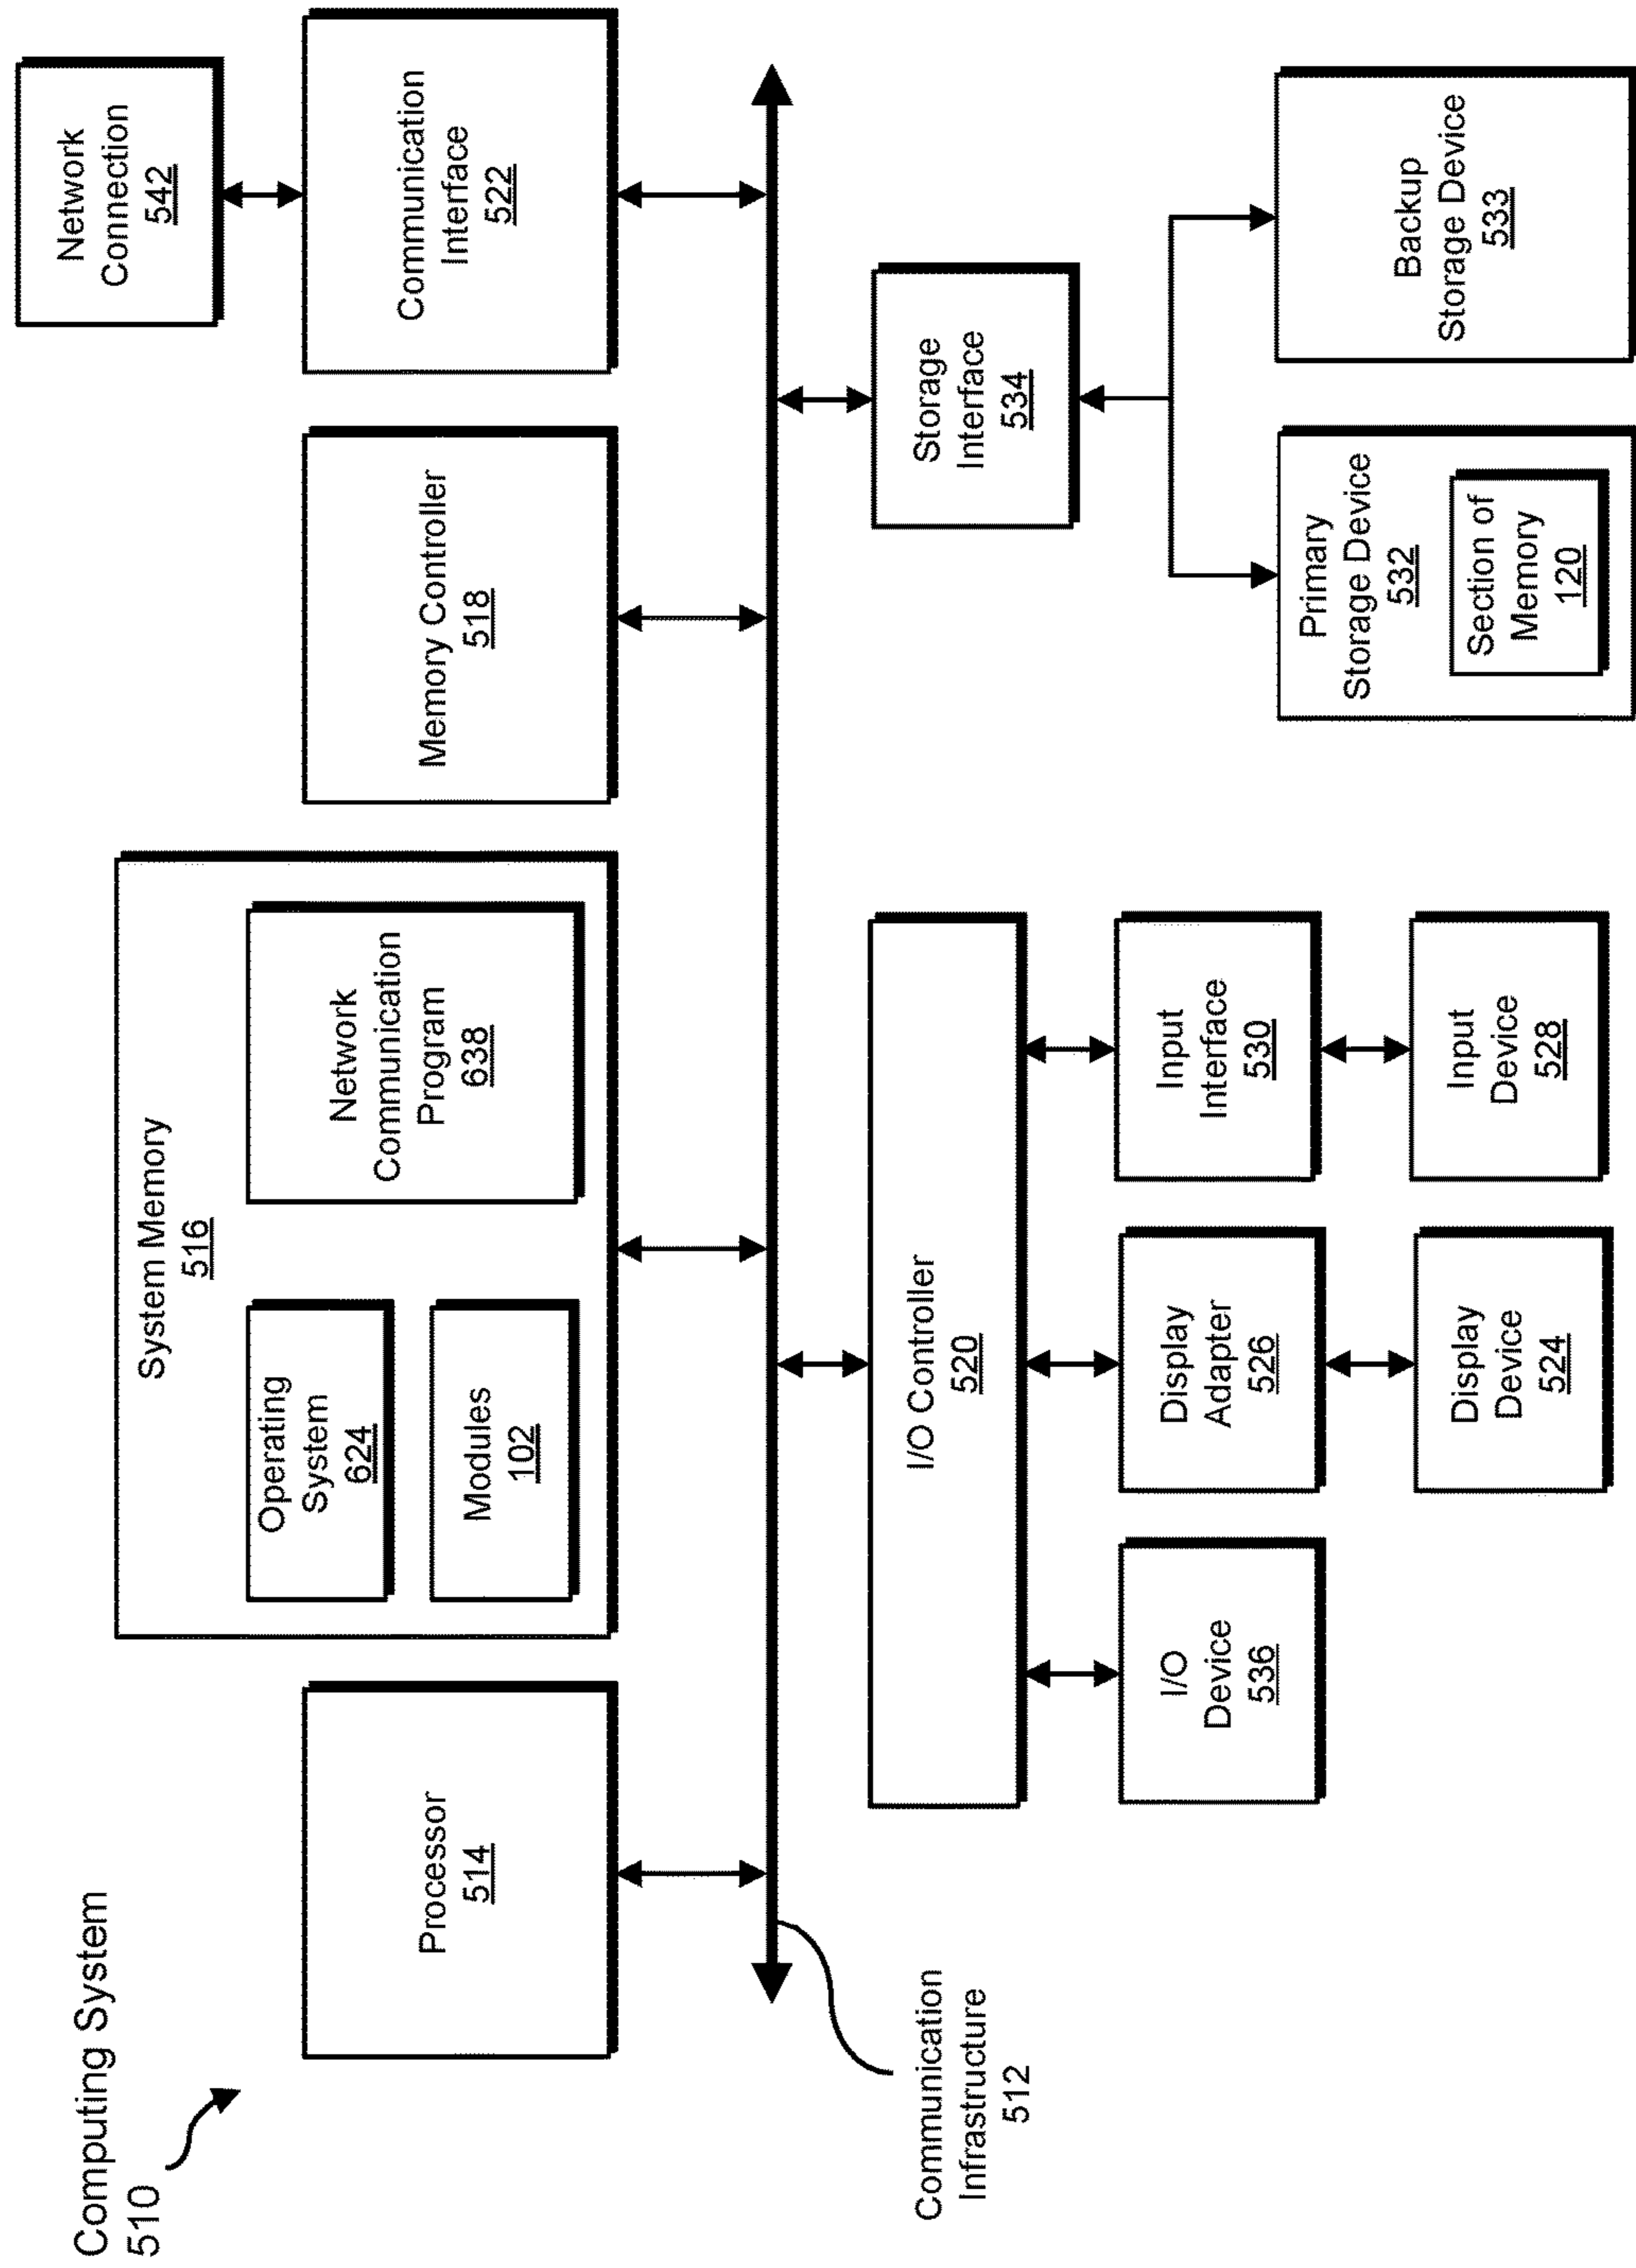 Computing System
510
Processor
514
System Memory
516
Operating
System
624
Modules
102
Network
Communication
Program
638
Memory Controller
518
Network
Connection
542
Communication
Interface
522
Communication
Infrastructure
512
I/O Controller
520
I/O
Device
536
Display
Adapter
526
Display
Device
524
Input
Interface
530
Input
Device
528
Storage
Interface
534
Primary
Storage Device
532
Section of
Memory
120
Backup
Storage Device
533